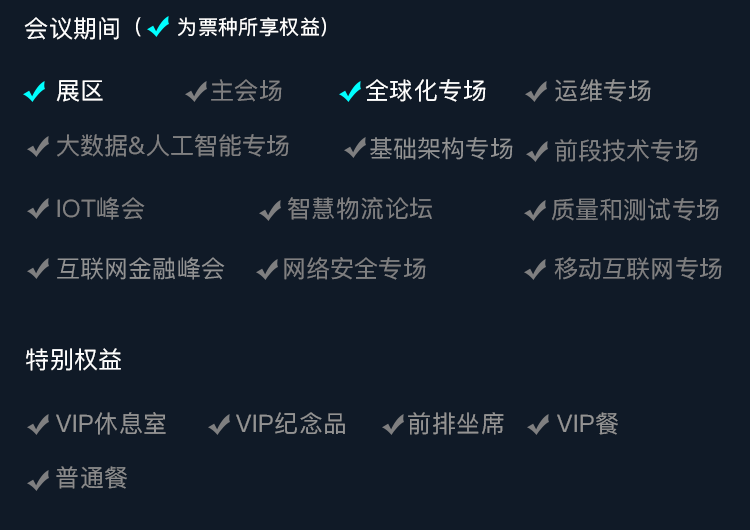 会议期间（✓为票种所享权益）
✓展区 ✓主会场 ✓全球化专场 ✓运维专场
✓大数据&人工智能专场 ✓基础架构专场 ✓前段技术专场
✓IOT峰会 ✓智慧物流论坛 ✓质量和测试专场
✓互联网金融峰会 ✓网络安全专场 ✓移动互联网专场
特别权益
✓VIP休息室 ✓VIP纪念品 ✓前排坐席 ✓VIP餐
✓普通餐